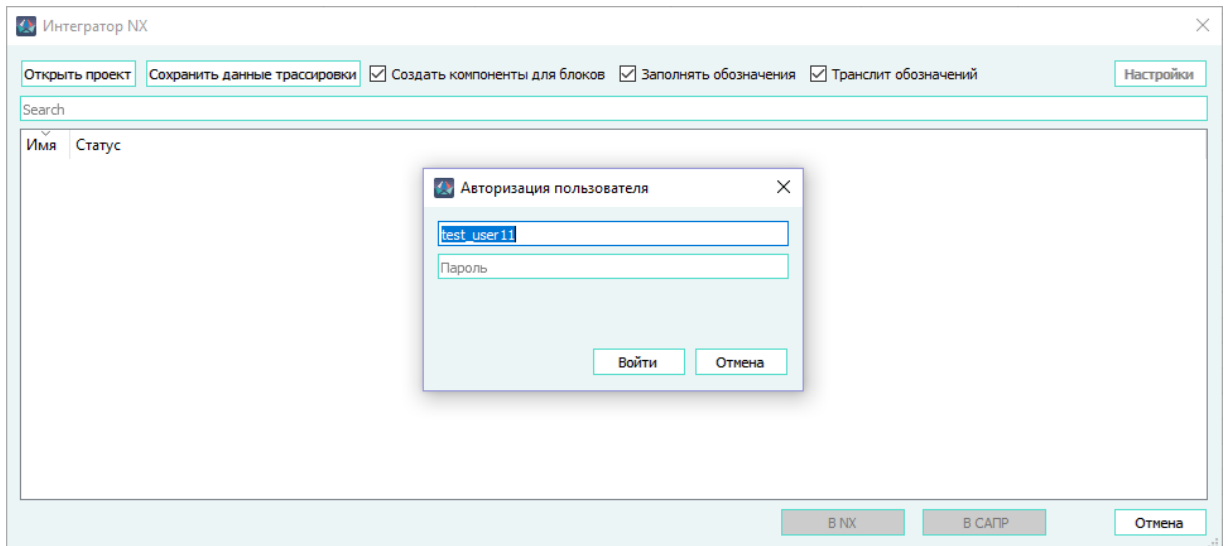 Интегратор NX
Открыть проект Сохранить данные трассировки Создать компоненты для блоков Заполнять обозначения Транслит обозначений Настройки
Search
Имя Статус
Авторизация пользователя
test_user11
Пароль
Войти Отмена
В NX В САПР Отмена